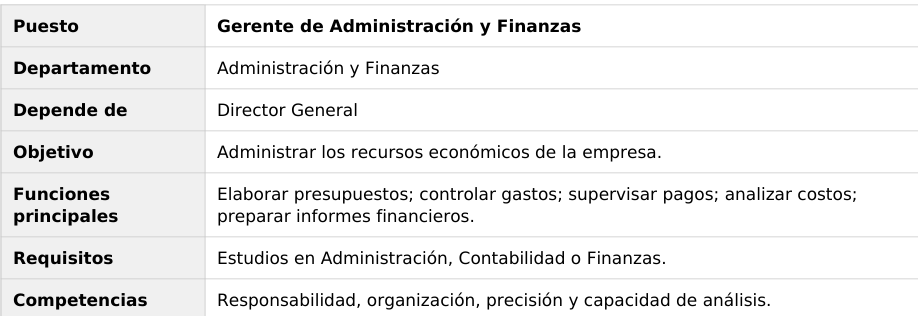 Puesto Gerente de Administración y Finanzas
Departamento Administración y Finanzas
Depende de Director General
Objetivo Administrar los recursos económicos de la empresa.
Funciones principales Elaborar presupuestos; controlar gastos; supervisar pagos; analizar costos;
preparar informes financieros.
Requisitos Estudios en Administración, Contabilidad o Finanzas.
Competencias Responsabilidad, organización, precisión y capacidad de análisis.